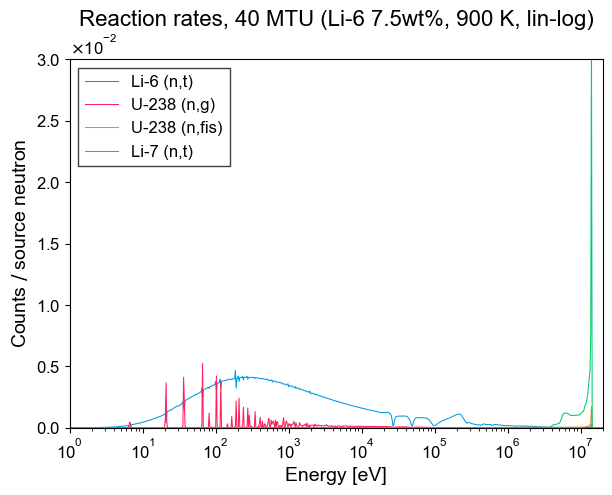 Reaction rates, 40 MTU (Li-6 7.5wt%, 900 K, lin-log)
×10⁻²
3.0
2.5
2.0
1.5
1.0
0.5
0.0
Li-6 (n,t)
U-238 (n,g)
U-238 (n,fis)
Li-7 (n,t)
Counts / source neutron
10⁰ 10¹ 10² 10³ 10⁴ 10⁵ 10⁶ 10⁷
Energy [eV]